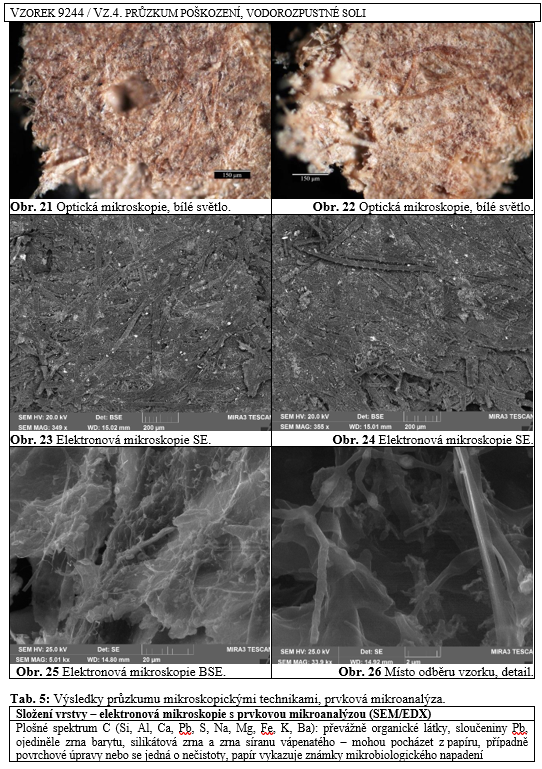 VZOREK 9244 / VZ.4. PRŮZKUM POŠKOZENÍ, VODOROZPUSTNÉ SOLI
150 μm
150 μm
Obr. 21 Optická mikroskopie, bílé světlo.
Obr. 22 Optická mikroskopie, bílé světlo.
SEM HV: 20.0 kV
Det: BSE
MIRA3 TESCAN
SEM MAG: 349 x
WD: 15.02 mm
200 μm
SEM HV: 20.0 kV
Det: BSE
MIRA3 TESCAN
SEM MAG: 355 x
WD: 15.01 mm
200 μm
Obr. 23 Elektronová mikroskopie SE.
Obr. 24 Elektronová mikroskopie SE.
SEM HV: 25.0 kV
Det: SE
MIRA3 TESCAN
SEM MAG: 5.01 kx
WD: 14.80 mm
20 μm
SEM HV: 25.0 kV
Det: SE
MIRA3 TESCAN
SEM MAG: 33.9 kx
WD: 14.92 mm
2 μm
Obr. 25 Elektronová mikroskopie BSE.
Obr. 26 Místo odběru vzorku, detail.
Tab. 5: Výsledky průzkumu mikroskopickými technikami, prvková mikroanalýza.
Složení vrstvy – elektronová mikroskopie s prvkovou mikroanalýzou (SEM/EDX)
Plošné spektrum C (Si, Al, Ca, Pb, S, Na, Mg, Fe, K, Ba): převážně organické látky, sloučeniny Pb,
ojediněle zrna barytu, silikátová zrna a zrna síranu vápenatého – mohou pocházet z papíru, případně
povrchové úpravy nebo se jedná o nečistoty, papír vykazuje známky mikrobiologického napadení